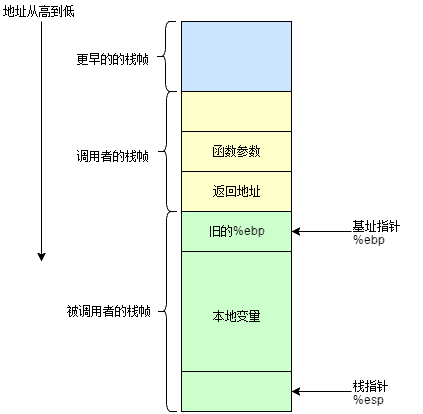 地址从高到低
更早的的栈帧
调用者的栈帧
函数参数
返回地址
旧的%ebp
基址指针
%ebp
被调用者的栈帧
本地变量
栈指针
%esp